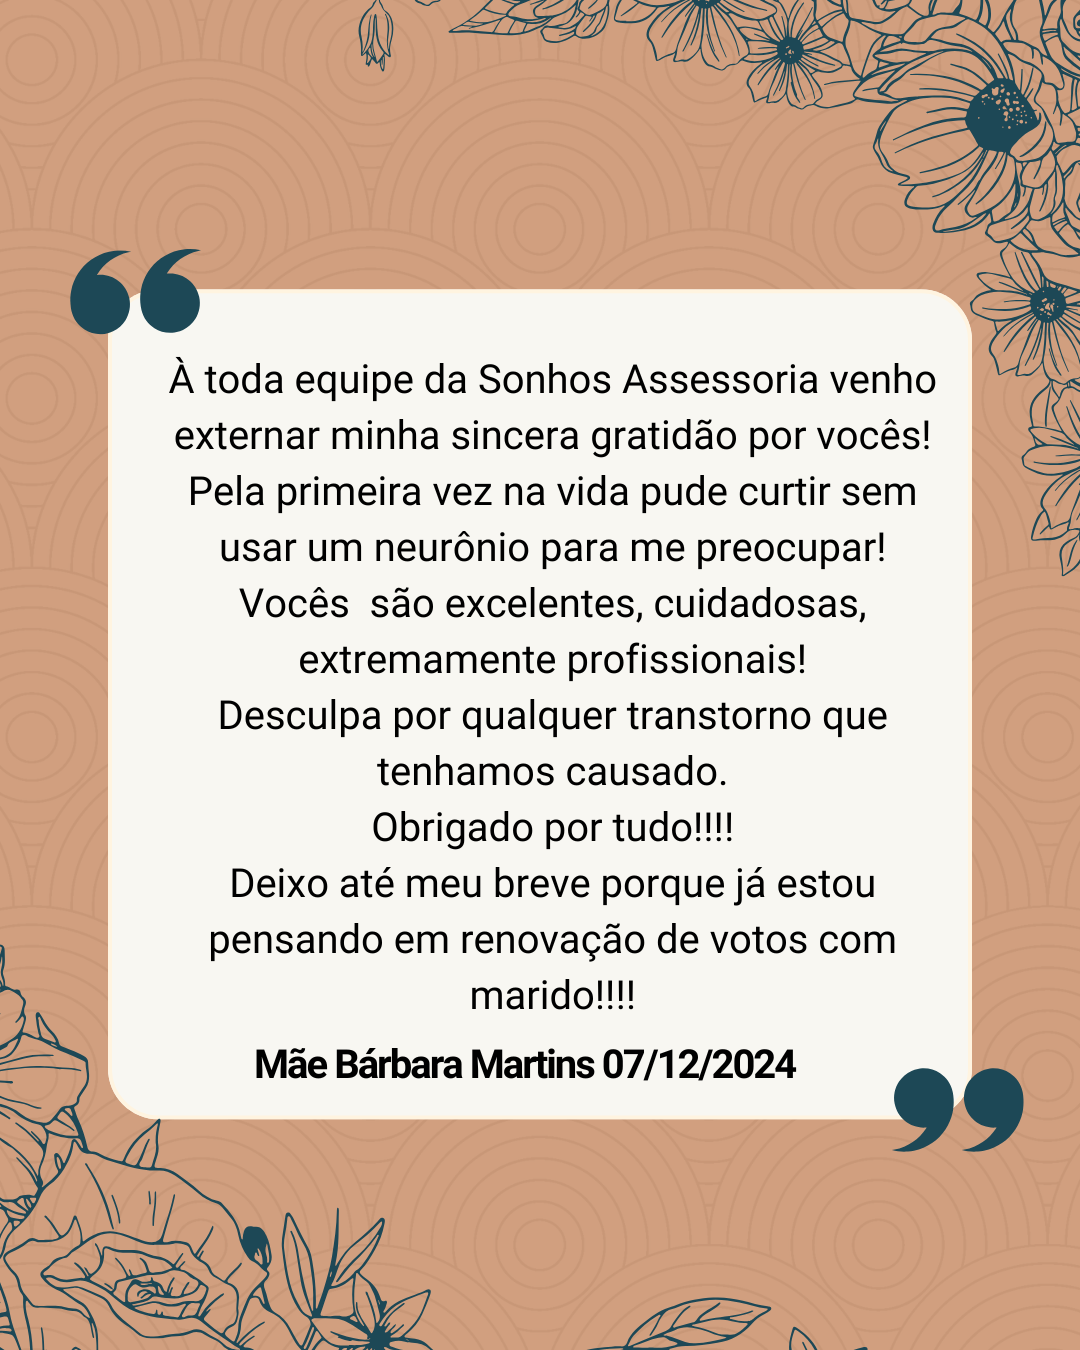 À toda equipe da Sonhos Assessoria venho
externar minha sincera gratidão por vocês!
Pela primeira vez na vida pude curtir sem
usar um neurônio para me preocupar!
Vocês  são excelentes, cuidadosas,
extremamente profissionais!
Desculpa por qualquer transtorno que
tenhamos causado.
Obrigado por tudo!!!!
Deixo até meu breve porque já estou
pensando em renovação de votos com
marido!!!!
Mãe Bárbara Martins 07/12/2024